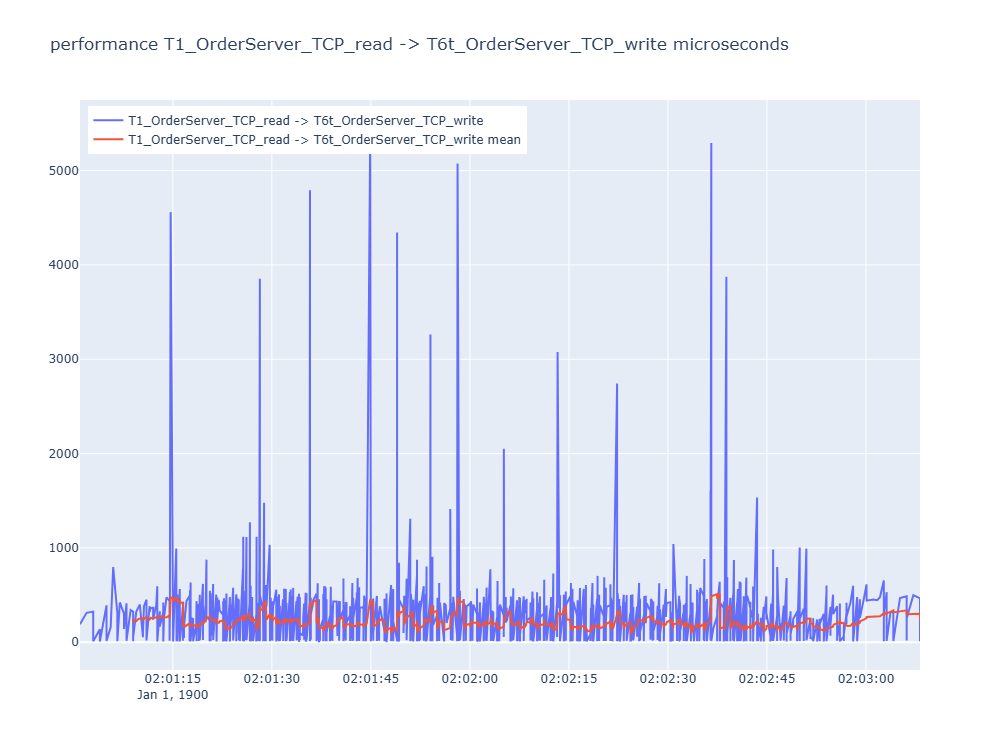 performance T1_OrderServer_TCP_read -> T6t_OrderServer_TCP_write microseconds
T1_OrderServer_TCP_read -> T6t_OrderServer_TCP_write
T1_OrderServer_TCP_read -> T6t_OrderServer_TCP_write mean
5000
4000
3000
2000
1000
0
02:01:15 02:01:30 02:01:45 02:02:00 02:02:15 02:02:30 02:02:45 02:03:00
Jan 1, 1900